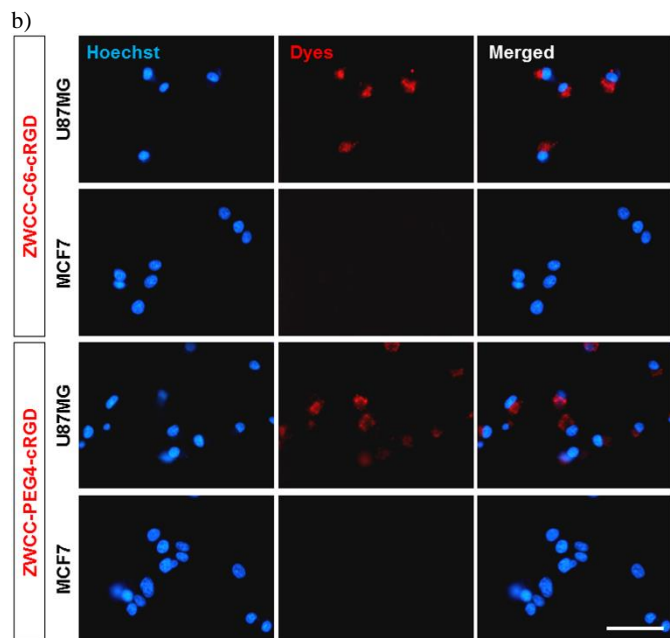 b)
Hoechst
Dyes
Merged
ZWCC-C6-cRGD
U87MG
MCF7
ZWCC-PEG4-cRGD
U87MG
MCF7